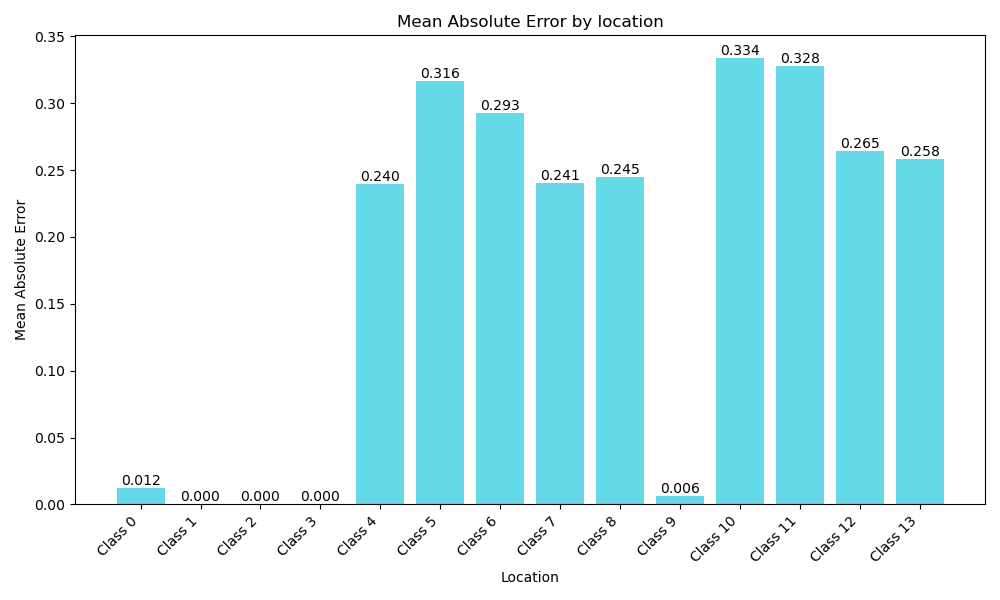 Mean Absolute Error by location
Mean Absolute Error
0.35
0.30
0.25
0.20
0.15
0.10
0.05
0.00
0.012
0.000
0.000
0.000
0.240
0.316
0.293
0.241
0.245
0.006
0.334
0.328
0.265
0.258
Class 0
Class 1
Class 2
Class 3
Class 4
Class 5
Class 6
Class 7
Class 8
Class 9
Class 10
Class 11
Class 12
Class 13
Location